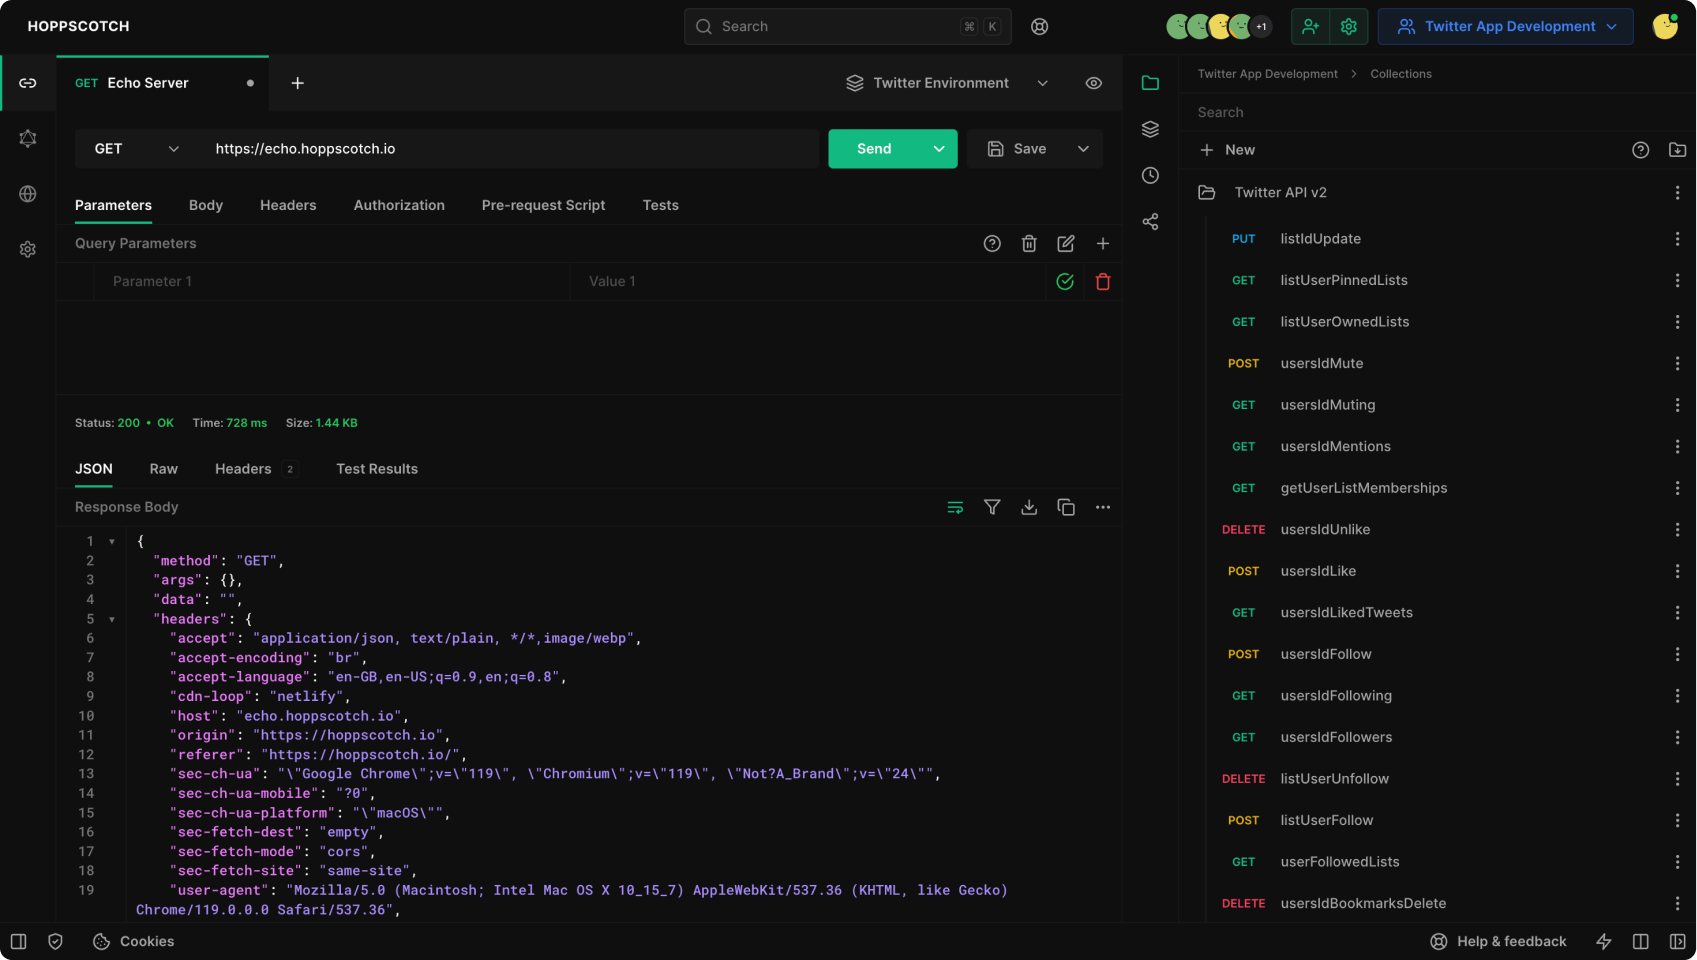 HOPPSCOTCH
Search
⌘ K
+1
Twitter App Development
GET Echo Server
Twitter Environment
GET
https://echo.hoppscotch.io
Send
Save
Parameters Body Headers Authorization Pre-request Script Tests
Query Parameters
Parameter 1 Value 1
Status: 200 • OK Time: 728 ms Size: 1.44 KB
JSON Raw Headers 2 Test Results
Response Body
1 {
2 "method": "GET",
3 "args": {},
4 "data": "",
5 "headers": {
6 "accept": "application/json, text/plain, */*,image/webp",
7 "accept-encoding": "br",
8 "accept-language": "en-GB,en-US;q=0.9,en;q=0.8",
9 "cdn-loop": "netlify",
10 "host": "echo.hoppscotch.io",
11 "origin": "https://hoppscotch.io",
12 "referer": "https://hoppscotch.io/",
13 "sec-ch-ua": "\"Google Chrome\";v=\"119\", \"Chromium\";v=\"119\", \"Not?A_Brand\";v=\"24\"",
14 "sec-ch-ua-mobile": "?0",
15 "sec-ch-ua-platform": "\"macOS\"",
16 "sec-fetch-dest": "empty",
17 "sec-fetch-mode": "cors",
18 "sec-fetch-site": "same-site",
19 "user-agent": "Mozilla/5.0 (Macintosh; Intel Mac OS X 10_15_7) AppleWebKit/537.36 (KHTML, like Gecko)
Chrome/119.0.0.0 Safari/537.36",
Twitter App Development > Collections
Search
New
Twitter API v2
PUT listIdUpdate
GET listUserPinnedLists
GET listUserOwnedLists
POST usersIdMute
GET usersIdMuting
GET usersIdMentions
GET getUserListMemberships
DELETE usersIdUnlike
POST usersIdLike
GET usersIdLikedTweets
POST usersIdFollow
GET usersIdFollowing
GET usersIdFollowers
DELETE listUserUnfollow
POST listUserFollow
GET userFollowedLists
DELETE usersIdBookmarksDelete
Cookies
Help & feedback